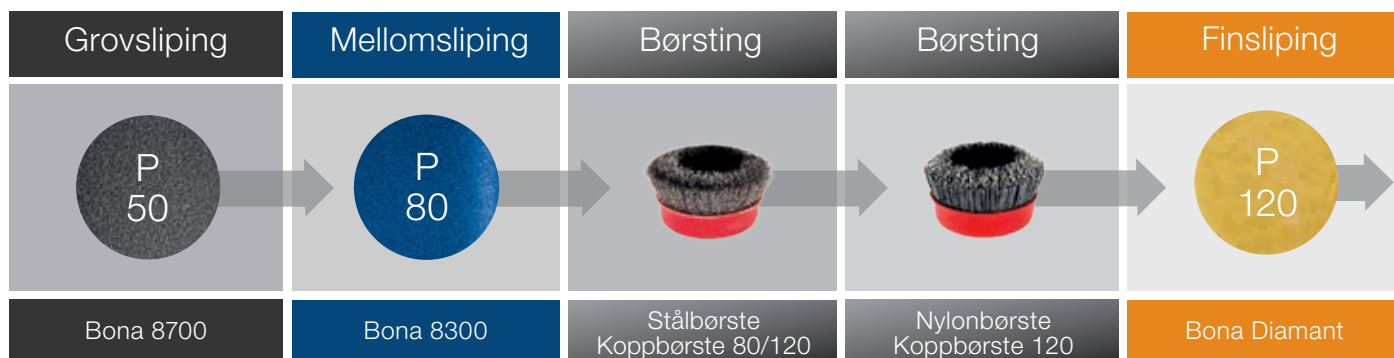 Grovsliping
Mellomsliping
Børsting
Børsting
Finsliping
P
50
P
80
P
120
Bona 8700
Bona 8300
Stålbørste
Koppbørste 80/120
Nylonbørste
Koppbørste 120
Bona Diamant